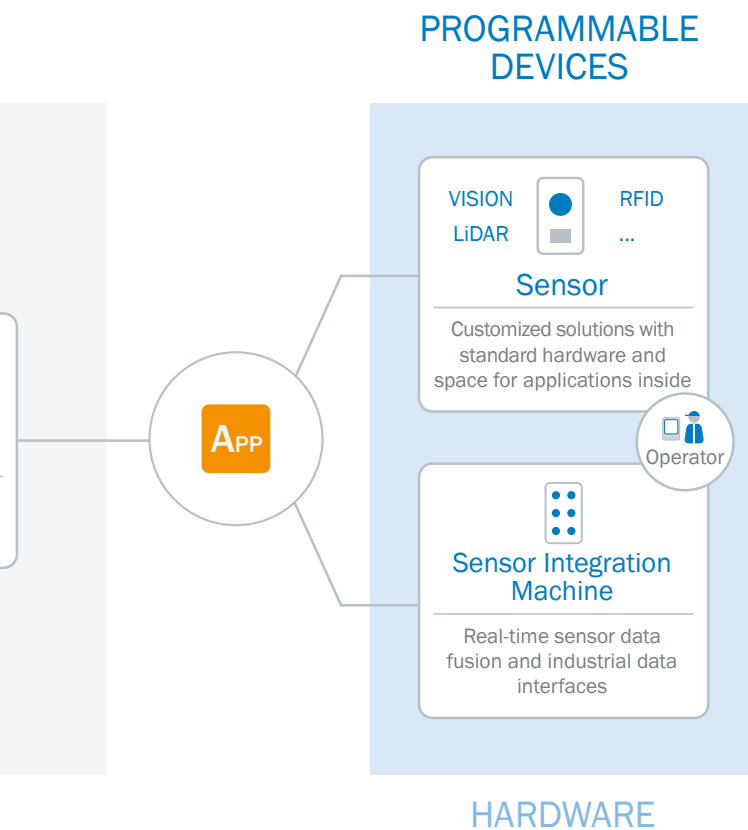 PROGRAMMABLE
DEVICES
VISION
RFID
LiDAR
...
Sensor
Customized solutions with
standard hardware and
space for applications inside
APP
Operator
Sensor Integration
Machine
Real-time sensor data
fusion and industrial data
interfaces
HARDWARE